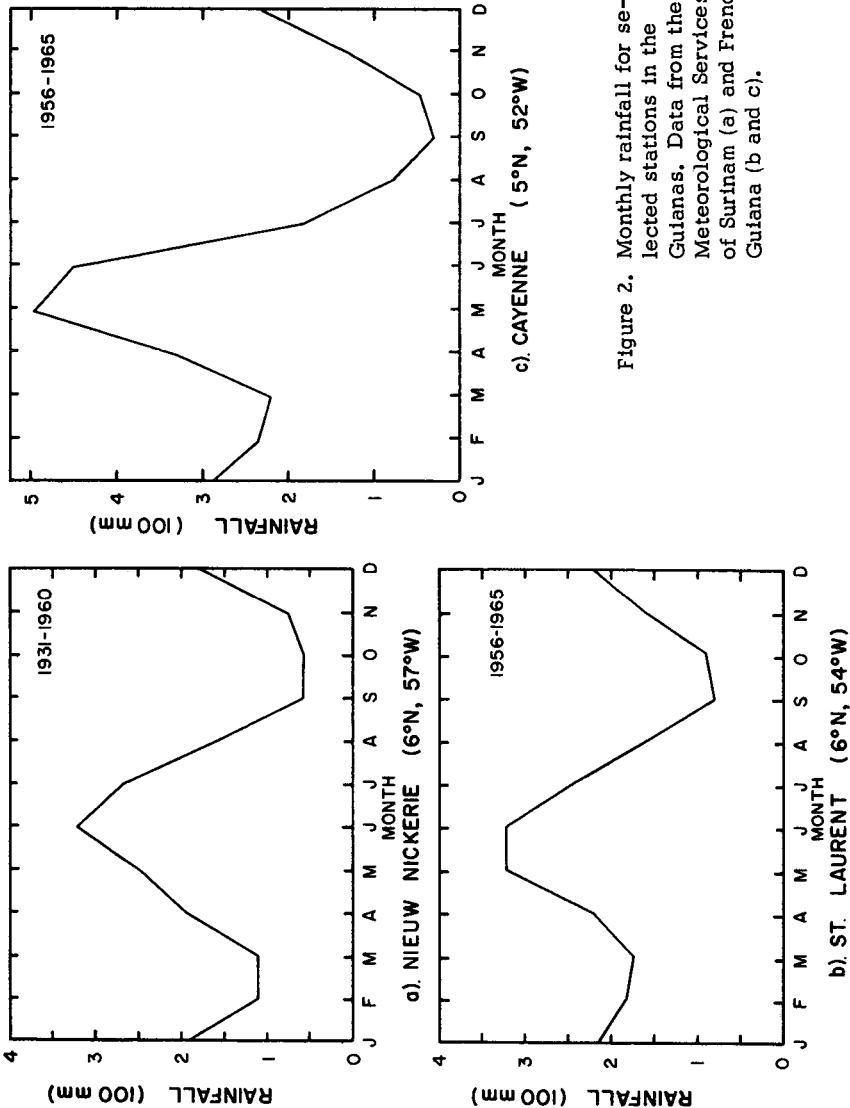 4
3
2
1
0
RAINFALL (100 mm)
1931-1960
J F M A M J J A S O N D
MONTH
a). NIEUW NICKERIE (6°N, 57°W)
4
3
2
1
0
RAINFALL (100 mm)
1956-1965
J F M A M J J A S O N D
MONTH
b). ST. LAURENT (6°N, 54°W)
5
4
3
2
1
0
RAINFALL (100 mm)
1956-1965
J F M A M J J A S O N D
MONTH
c). CAYENNE (5°N, 52°W)
Figure 2. Monthly rainfall for se-
lected stations in the
Guianas. Data from the
Meteorological Services
of Surinam (a) and Frenc
Guiana (b and c).